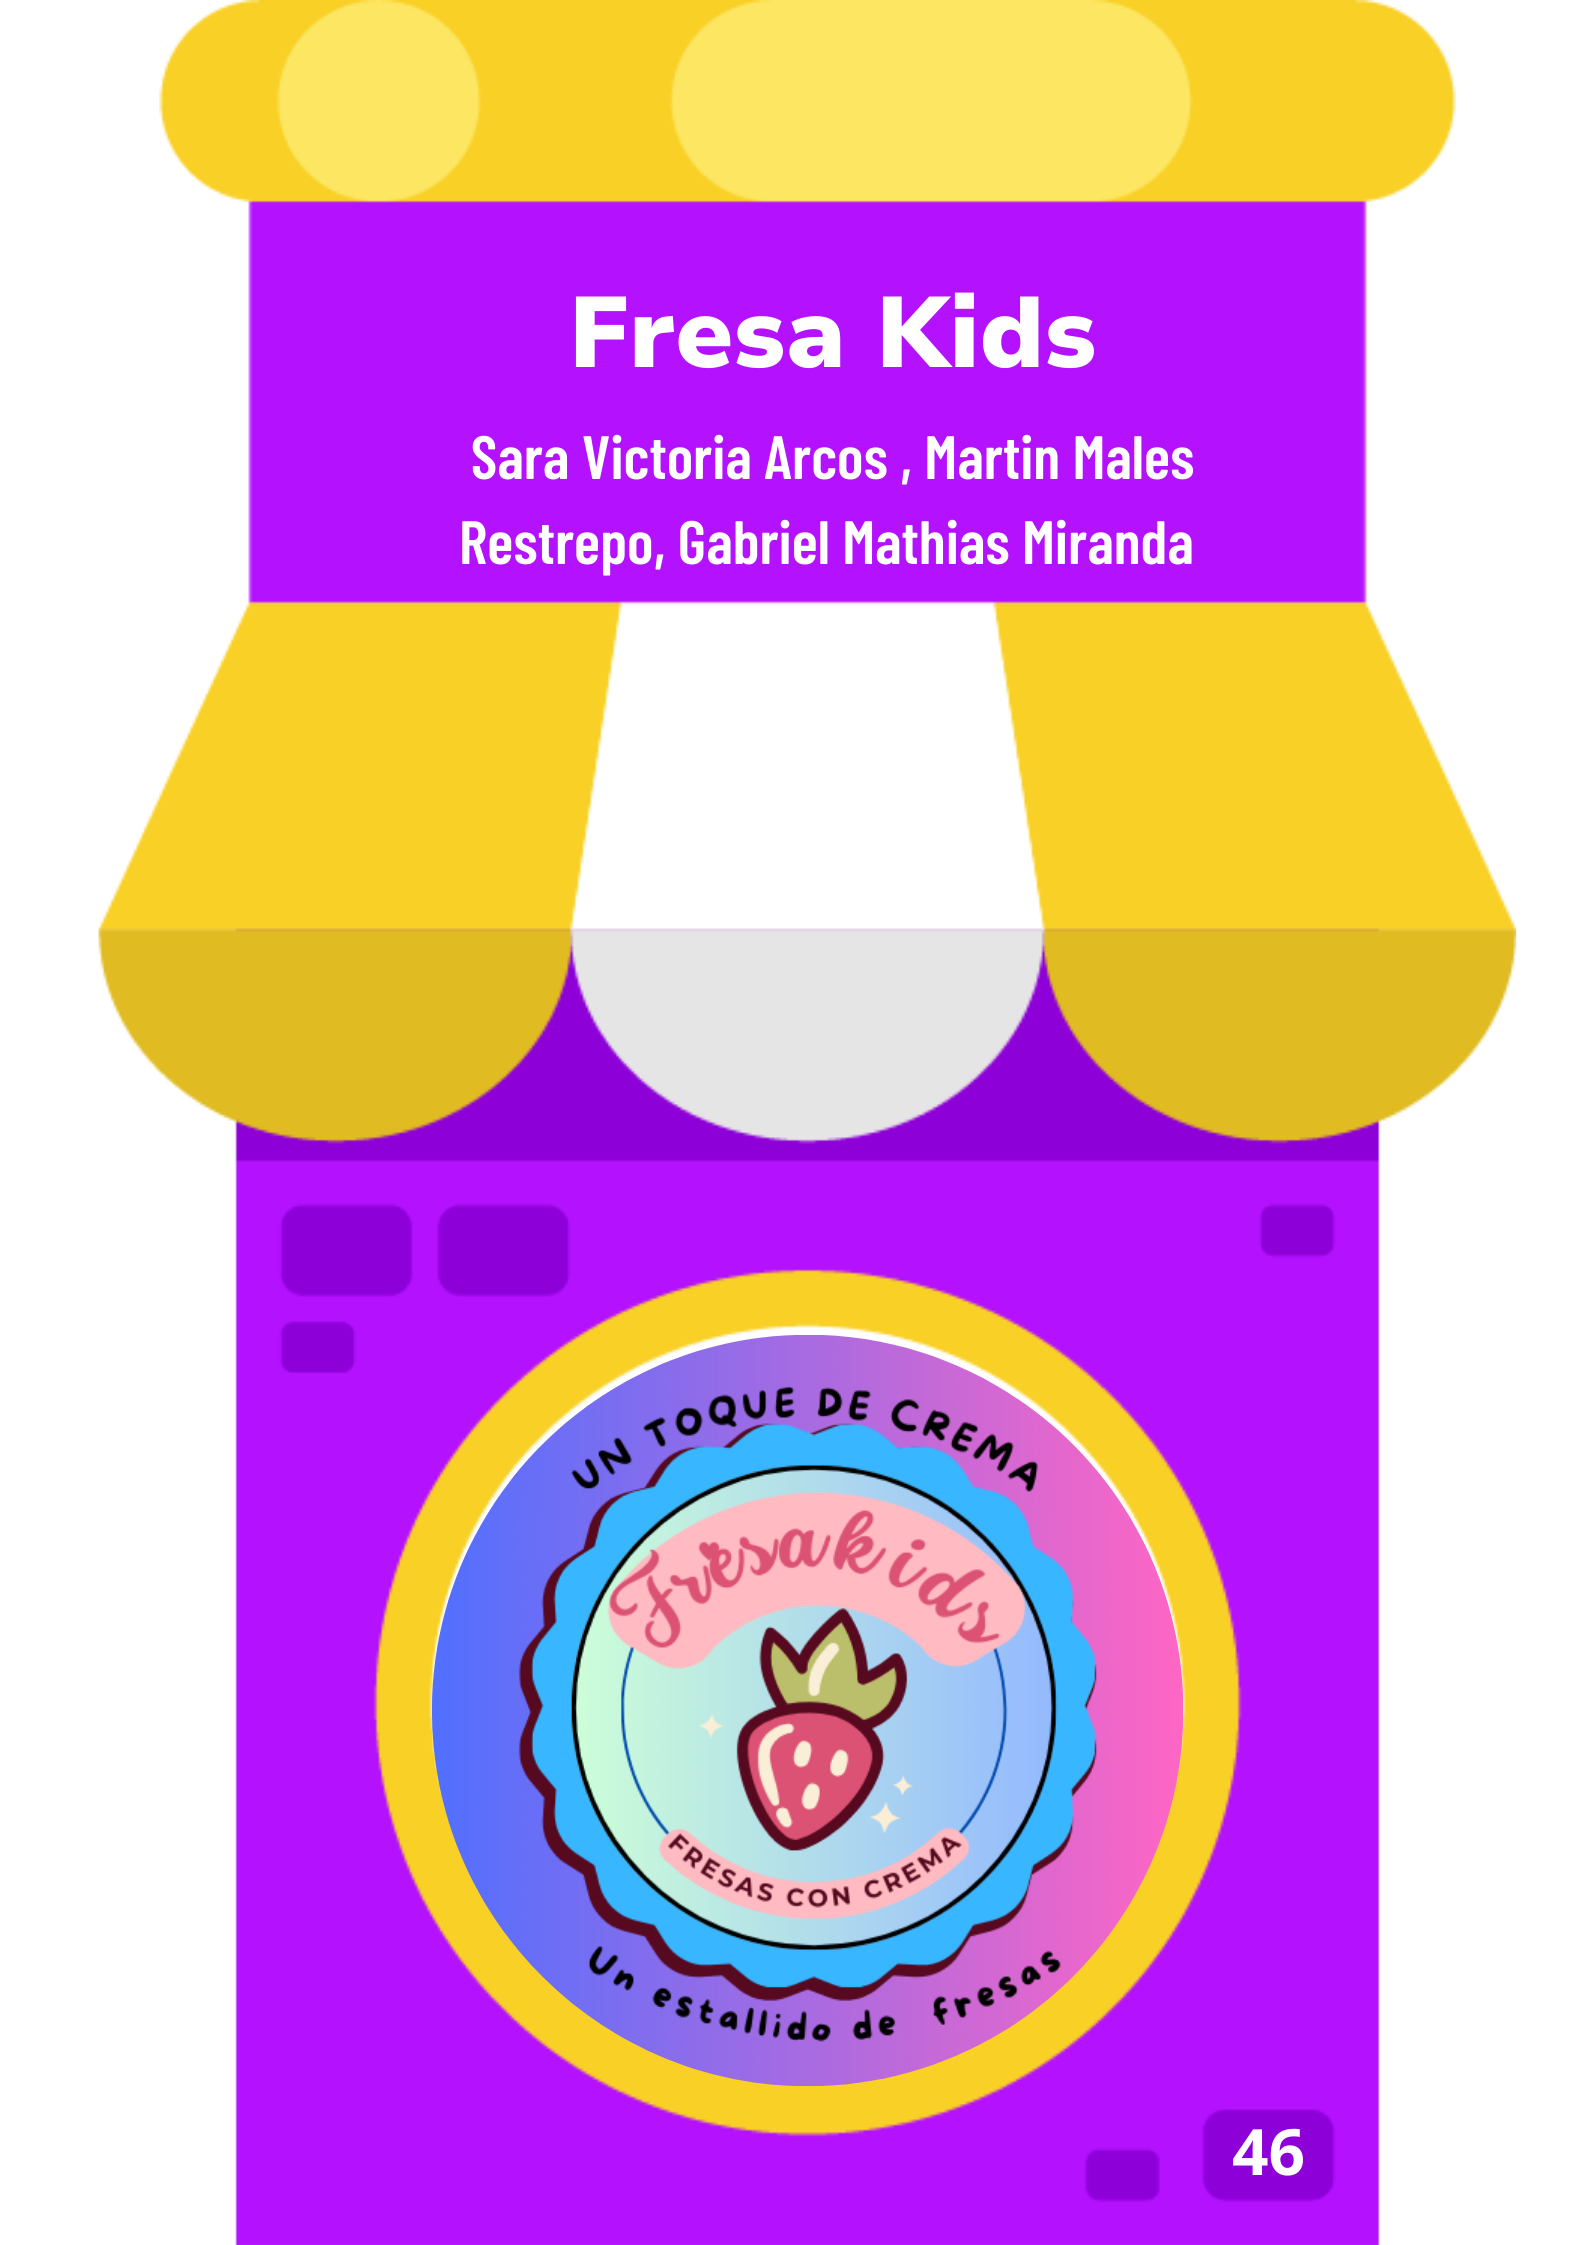 Fresa Kids
Sara Victoria Arcos , Martin Males
Restrepo, Gabriel Mathias Miranda
UN TOQUE DE CREMA
Fresakids
FRESAS CON CREMA
Un estallido de fresas
46